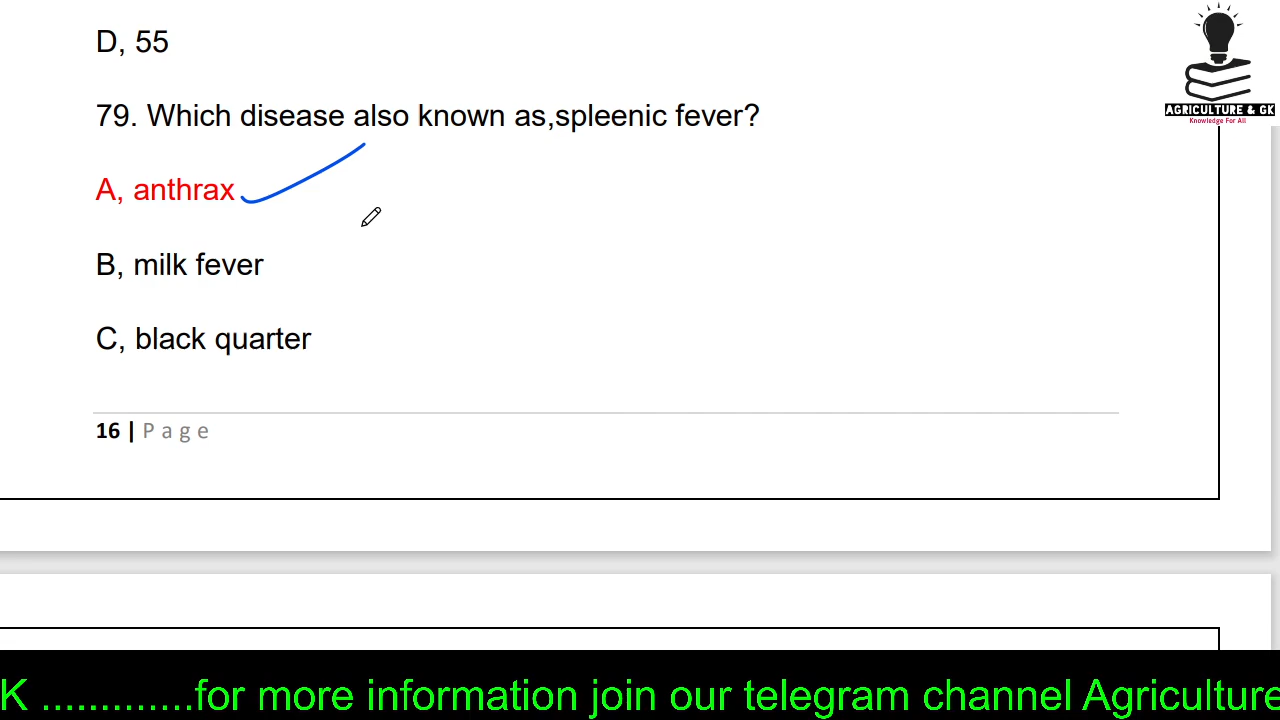 D, 55
AGRICULTURE & GK
Knowledge For All
79. Which disease also known as,spleenic fever?
A, anthrax
B, milk fever
C, black quarter
16 | Page
K .............for more information join our telegram channel Agriculture